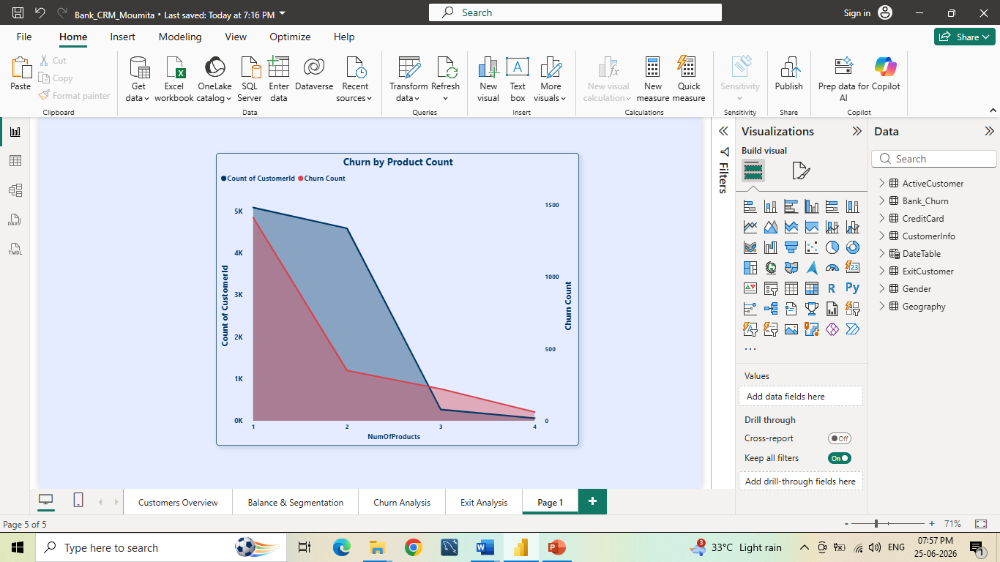 Bank_CRM_Moumita • Last saved: Today at 7:16 PM
Search
Sign in
File
Home
Insert
Modeling
View
Optimize
Help
Share
Paste
Cut
Copy
Format painter
Clipboard
Get data
Excel workbook
OneLake catalog
SQL Server
Enter data
Dataverse
Recent sources
Data
Transform data
Refresh
Queries
New visual
Text box
More visuals
Insert
New visual calculation
New measure
Quick measure
Calculations
Sensitivity
Sensitivity
Publish
Share
Prep data for AI
Copilot
Copilot
Churn by Product Count
Count of CustomerId
Churn Count
5K
4K
3K
2K
1K
0K
Count of CustomerId
1500
1000
500
0
Churn Count
1
2
3
4
NumOfProducts
Filters
Visualizations
Build visual
123
R
Py
Values
Add data fields here
Drill through
Cross-report
Off
Keep all filters
On
Add drill-through fields here
Data
Search
ActiveCustomer
Bank_Churn
CreditCard
CustomerInfo
DateTable
ExitCustomer
Gender
Geography
DAX
TMDL
Customers Overview
Balance & Segmentation
Churn Analysis
Exit Analysis
Page 1
+
Page 5 of 5
-
+
71%
Type here to search
3
33°C Light rain
ENG
07:57 PM
25-06-2026
1